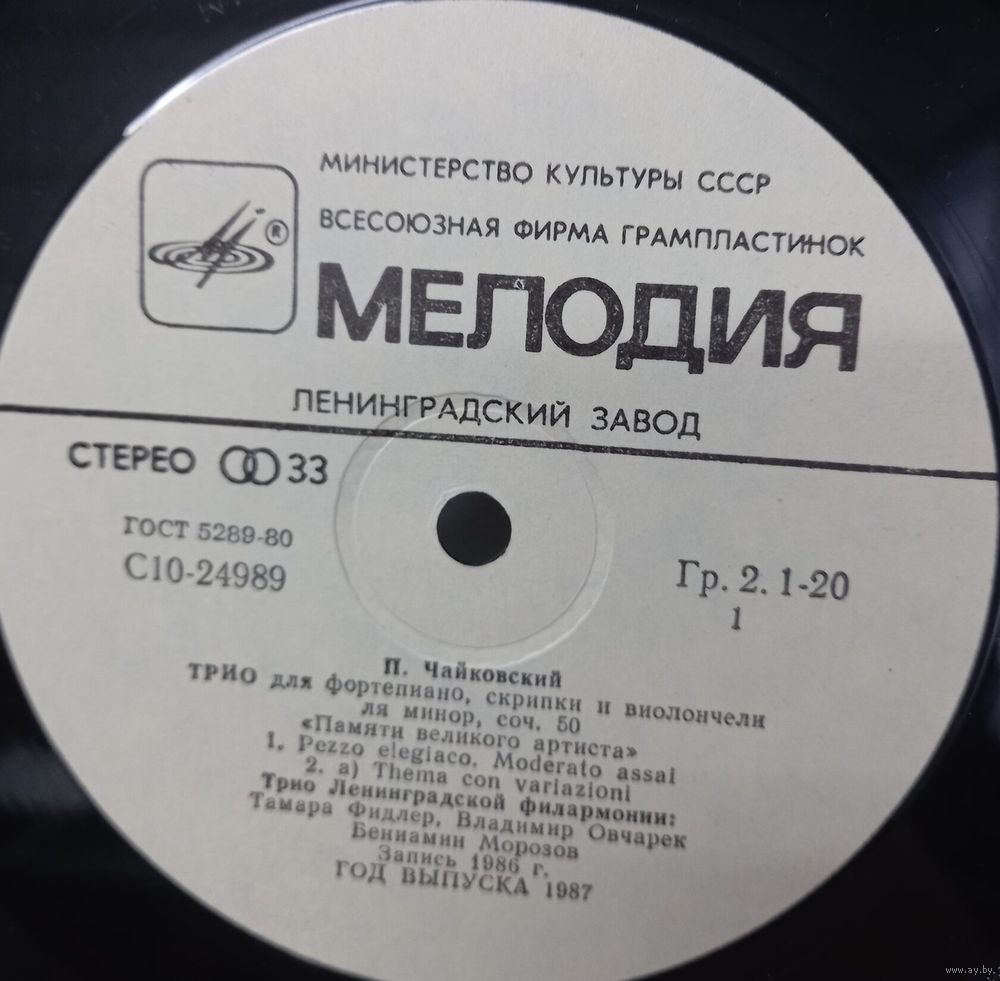 МИНИСТЕРСТВО КУЛЬТУРЫ СССР
ВСЕСОЮЗНАЯ ФИРМА ГРАМПЛАСТИНОК
®
МЕЛОДИЯ
ЛЕНИНГРАДСКИЙ ЗАВОД
СТЕРЕО 33
ГОСТ 5289-80
С10-24989
Гр. 2. 1-20
1
П. Чайковский
ТРИО для фортепиано, скрипки и виолончели
ля минор, соч. 50
«Памяти великого артиста»
1. Pezzo elegiaco. Moderato assai
2. a) Thema con variazioni
Трио Ленинградской филармонии:
Тамара Фидлер, Владимир Овчарек
Бениамин Морозов
Запись 1986 г.
ГОД ВЫПУСКА 1987
www.ay.by